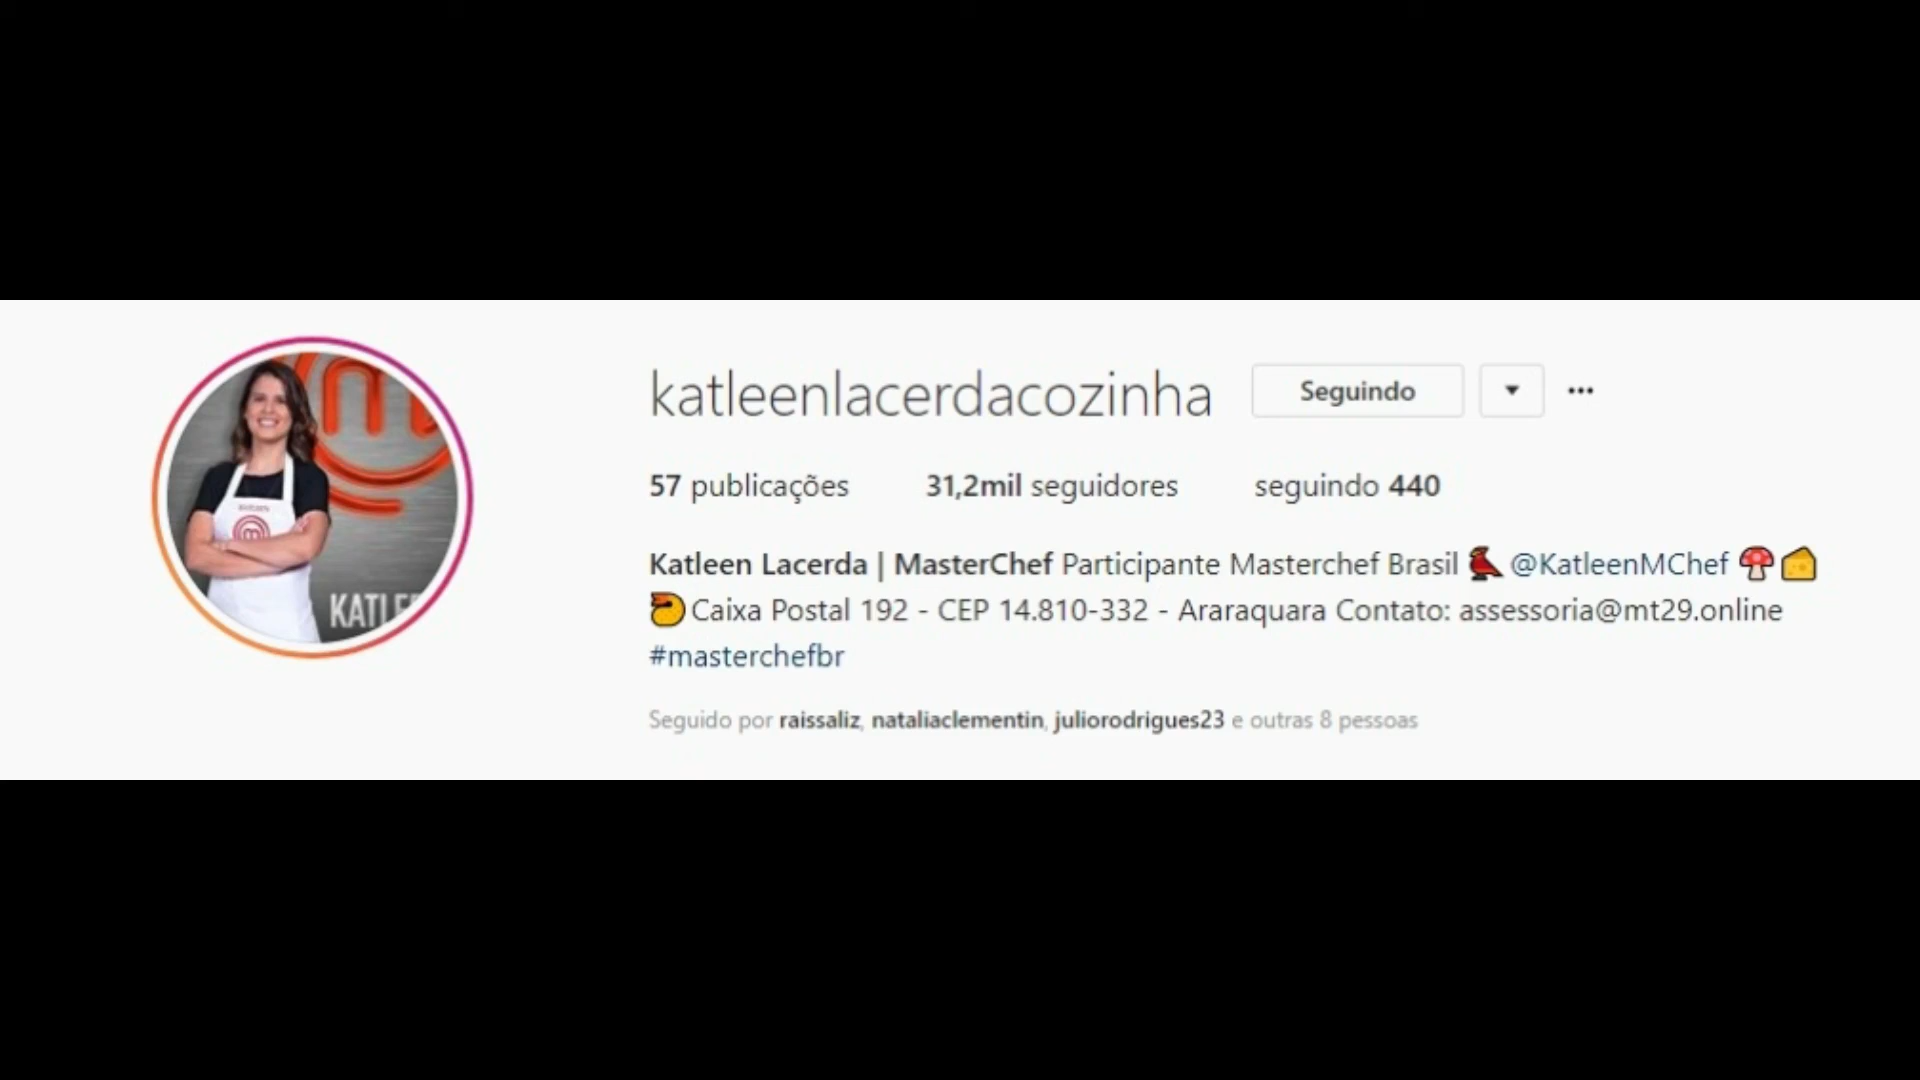 katleenlacerdacozinha
Seguindo
57 publicações 31,2mil seguidores seguindo 440
Katleen Lacerda | MasterChef Participante Masterchef Brasil @KatleenMChef
Caixa Postal 192 - CEP 14.810-332 - Araraquara Contato: assessoria@mt29.online
#masterchefbr
Seguido por raissaliz, nataliaclementin, juliorodrigues23 e outras 8 pessoas